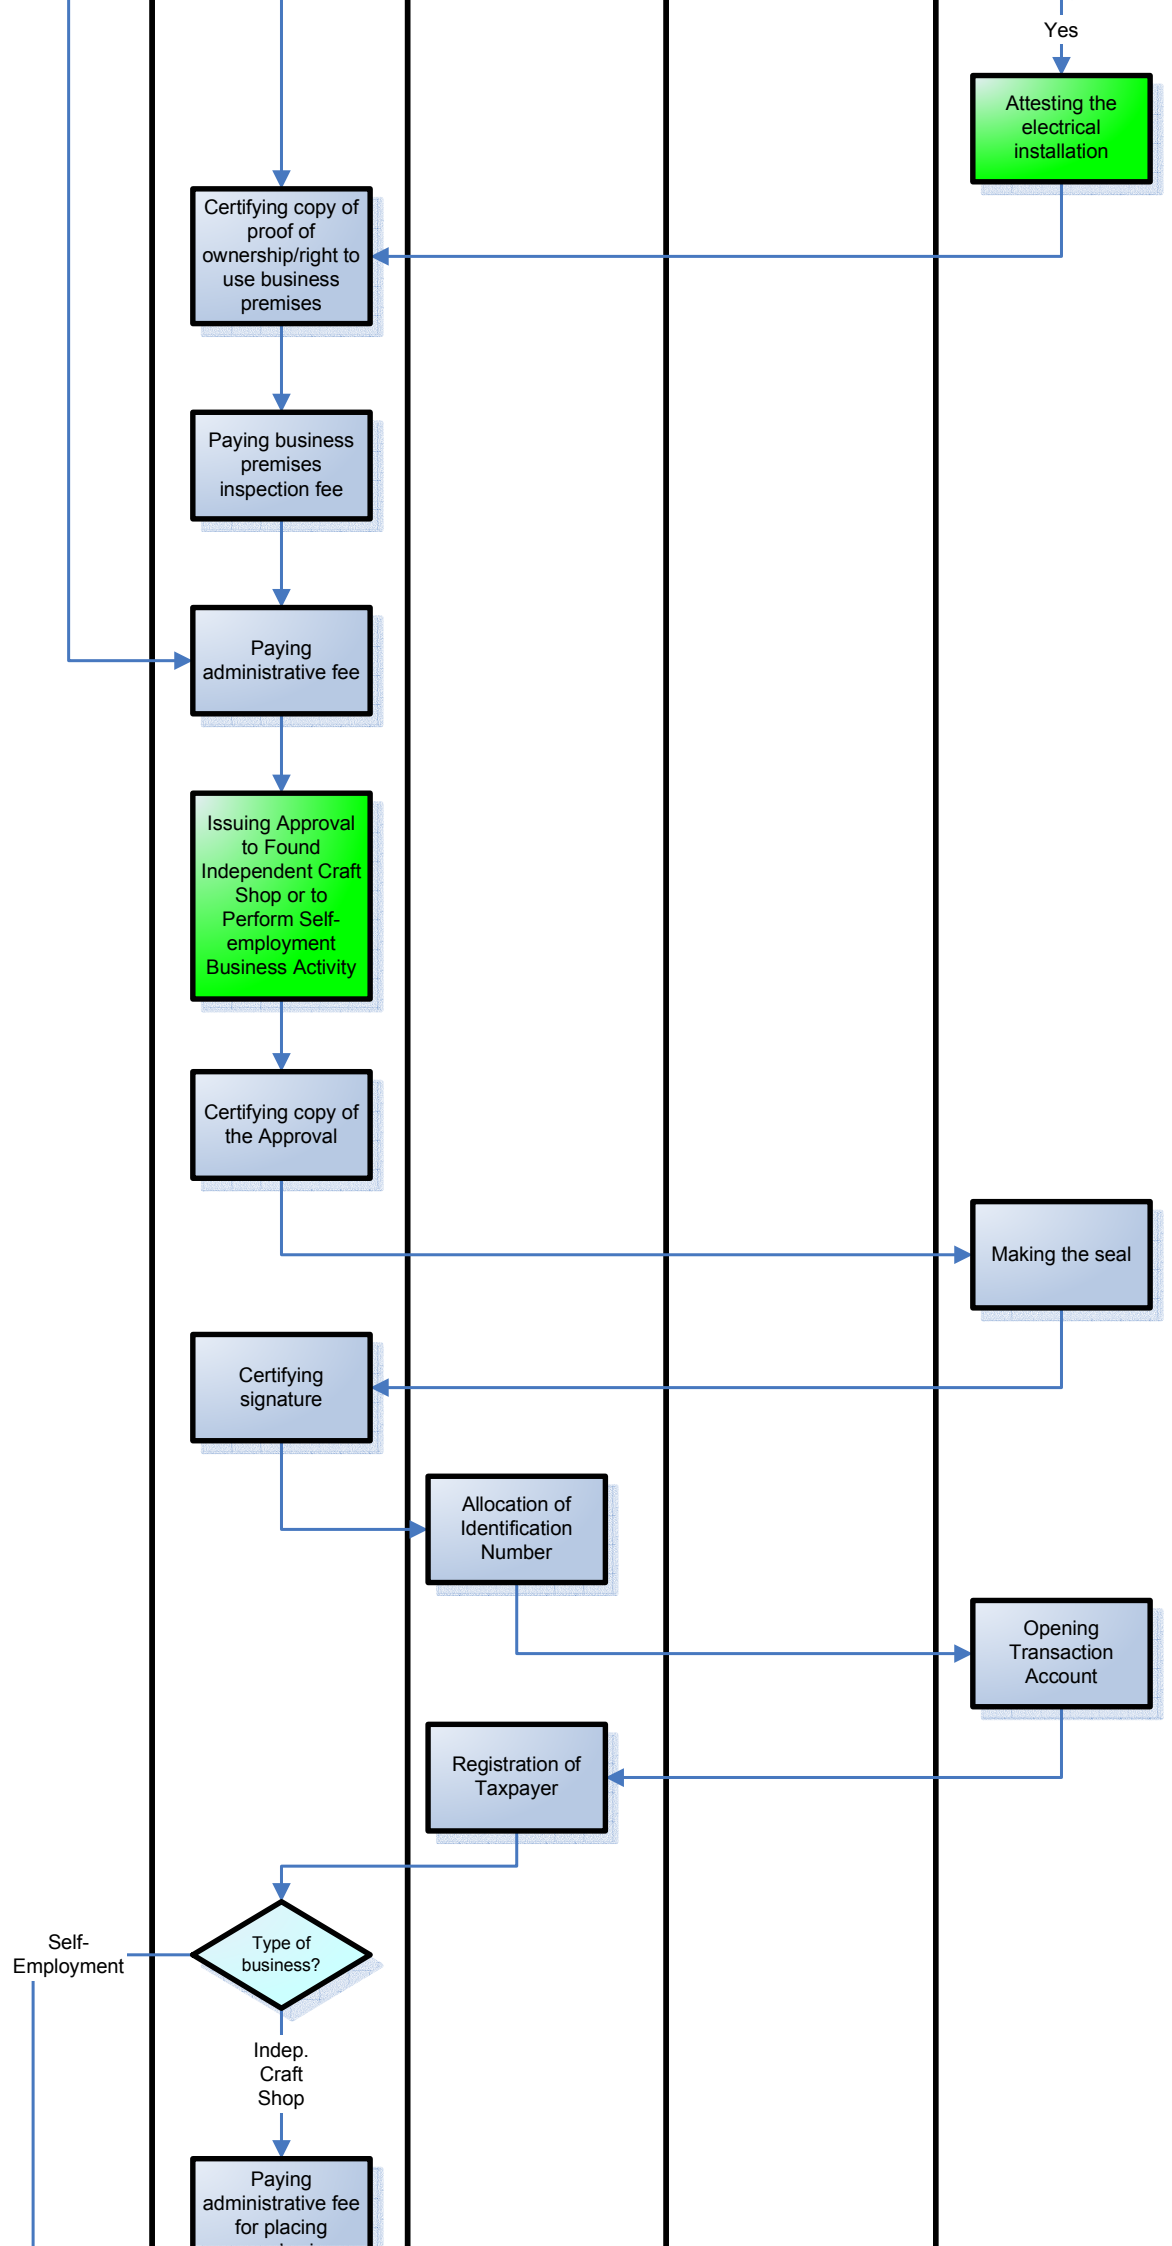 Yes
Attesting the
electrical
installation
Certifying copy of
proof of
ownership/right to
use business
premises
Paying business
premises
inspection fee
Paying
administrative fee
Issuing Approval
to Found
Independent Craft
Shop or to
Perform Self-
employment
Business Activity
Certifying copy of
the Approval
Making the seal
Certifying
signature
Allocation of
Identification
Number
Opening
Transaction
Account
Registration of
Taxpayer
Type of
business?
Self-
Employment
Indep.
Craft
Shop
Paying
administrative fee
for placing